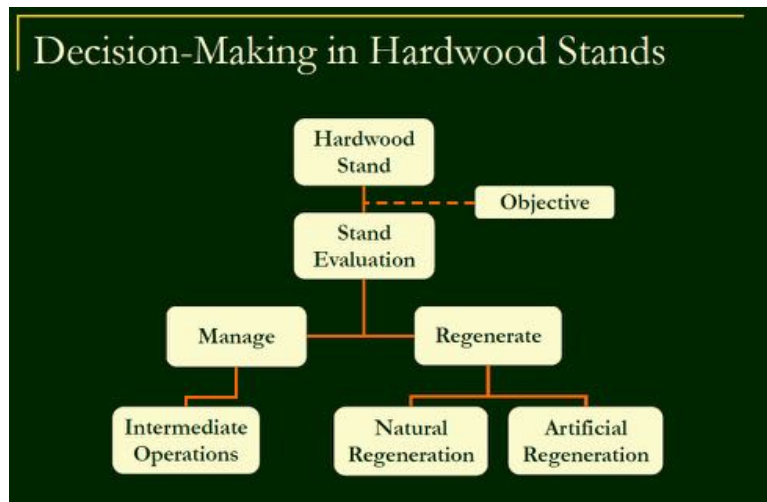 Decision-Making in Hardwood Stands
Hardwood
Stand
Objective
Stand
Evaluation
Manage
Regenerate
Intermediate
Operations
Natural
Regeneration
Artificial
Regeneration